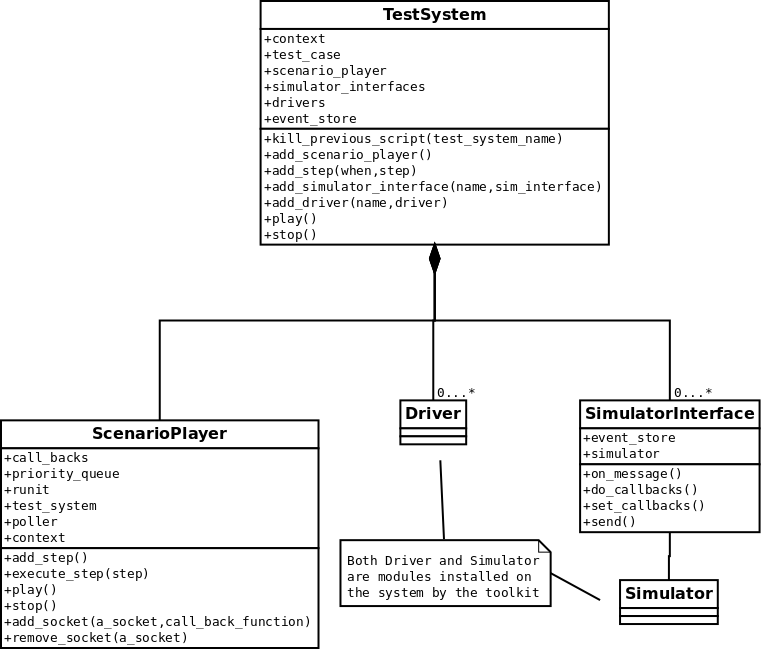 TestSystem
+context
+test_case
+scenario_player
+simulator_interfaces
+drivers
+event_store
+kill_previous_script(test_system_name)
+add_scenario_player()
+add_step(when,step)
+add_simulator_interface(name,sim_interface)
+add_driver(name,driver)
+play()
+stop()
0...*
0...*
ScenarioPlayer
+call_backs
+priority_queue
+runit
+test_system
+poller
+context
+add_step()
+execute_step(step)
+play()
+stop()
+add_socket(a_socket,call_back_function)
+remove_socket(a_socket)
Driver
SimulatorInterface
+event_store
+simulator
+on_message()
+do_callbacks()
+set_callbacks()
+send()
Both Driver and Simulator
are modules installed on
the system by the toolkit
Simulator